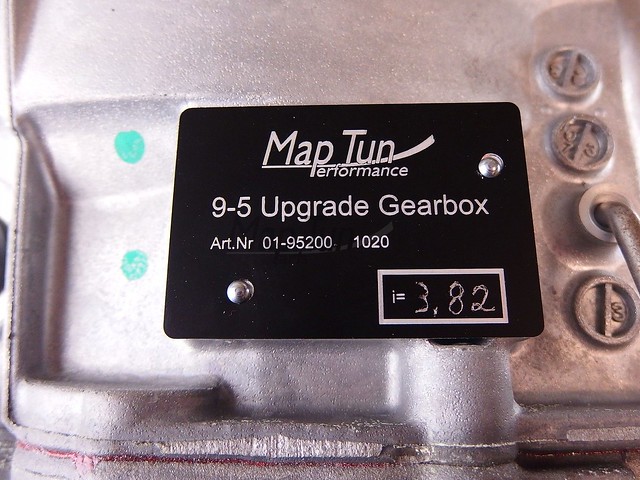 Map Tun
Performance
9-5 Upgrade Gearbox
Art.Nr 01-95200 1020
i= 3,82